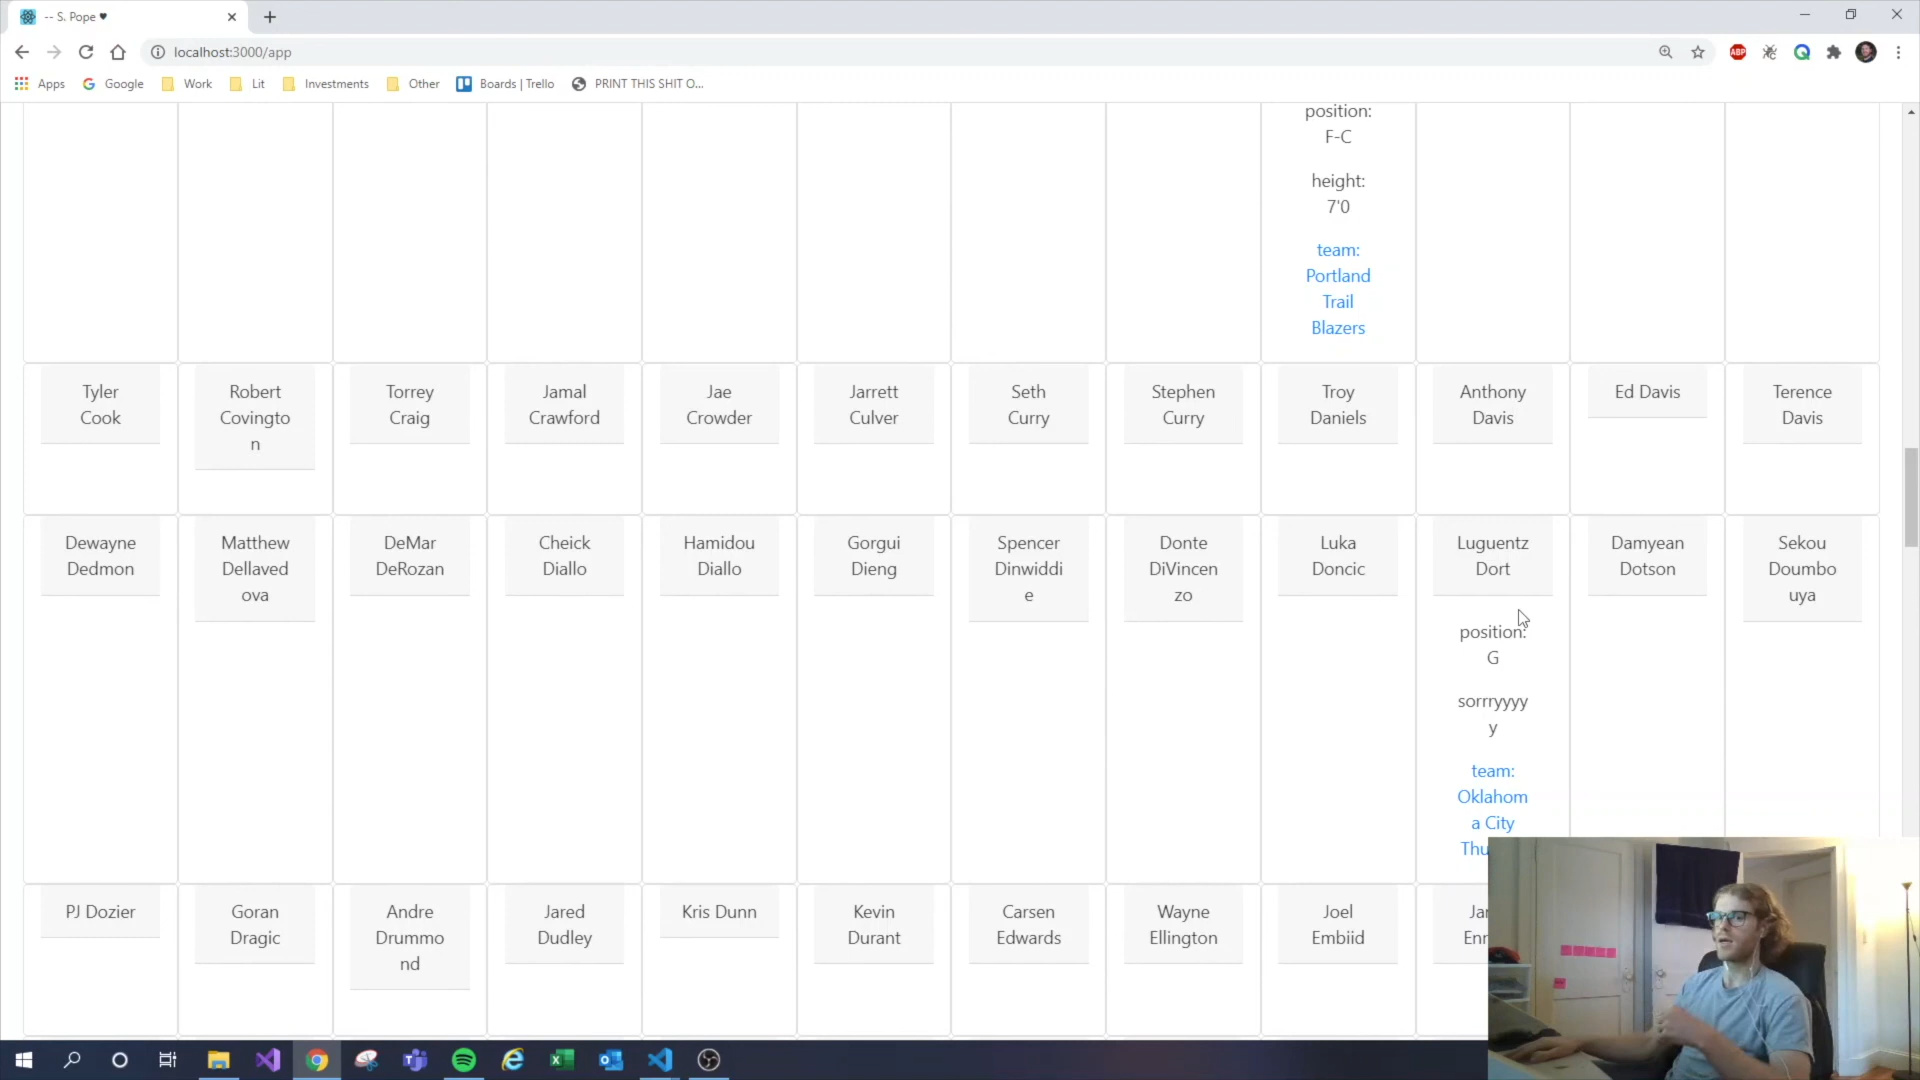 -- S. Pope ♥
localhost:3000/app
Apps
Google
Work
Lit
Investments
Other
Boards | Trello
PRINT THIS SHIT O...
ABP
position:
F-C
height:
7'0
team:
Portland
Trail
Blazers
Tyler
Cook
Robert
Covingto
n
Torrey
Craig
Jamal
Crawford
Jae
Crowder
Jarrett
Culver
Seth
Curry
Stephen
Curry
Troy
Daniels
Anthony
Davis
Ed Davis
Terence
Davis
Dewayne
Dedmon
Matthew
Dellaved
ova
DeMar
DeRozan
Cheick
Diallo
Hamidou
Diallo
Gorgui
Dieng
Spencer
Dinwiddi
e
Donte
DiVincen
zo
Luka
Doncic
Luguentz
Dort
position:
G
sorrryyyy
y
team:
Oklahom
a City
Thu
Damyean
Dotson
Sekou
Doumbo
uya
PJ Dozier
Goran
Dragic
Andre
Drummo
nd
Jared
Dudley
Kris Dunn
Kevin
Durant
Carsen
Edwards
Wayne
Ellington
Joel
Embiid
Ja
Enn